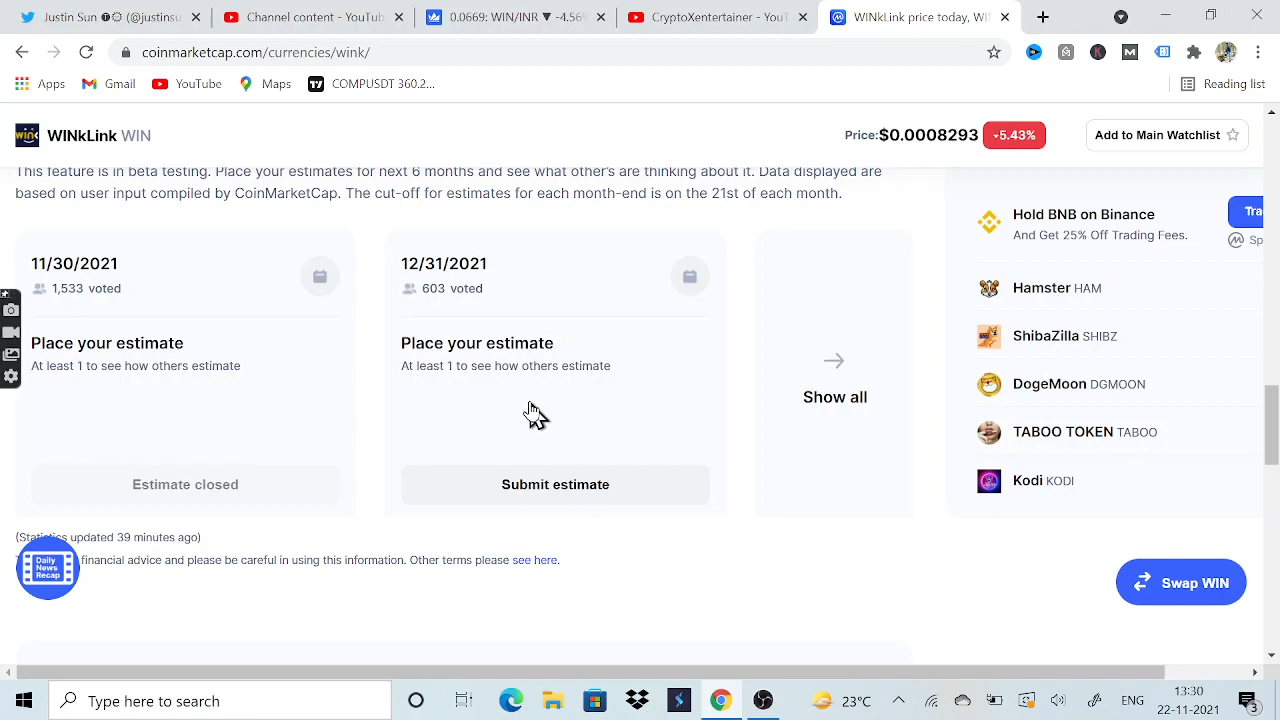 Justin Sun @justinsu
Channel content - YouTu
0.0669: WIN/INR ▼ -4.56%
CryptoXentertainer - YouT
WINkLink price today, WI
coinmarketcap.com/currencies/wink/
Apps
Gmail
YouTube
Maps
COMPUSDT 360.2...
Reading list
WINkLink WIN
Price:$0.0008293
-5.43%
Add to Main Watchlist
This feature is in beta testing. Place your estimates for next 6 months and see what other's are thinking about it. Data displayed are
based on user input compiled by CoinMarketCap. The cut-off for estimates for each month-end is on the 21st of each month.
11/30/2021
1,533 voted
Place your estimate
At least 1 to see how others estimate
Estimate closed
12/31/2021
603 voted
Place your estimate
At least 1 to see how others estimate
Submit estimate
Show all
Hold BNB on Binance
And Get 25% Off Trading Fees.
Tra
Sp
Hamster HAM
ShibaZilla SHIBZ
DogeMoon DGMOON
TABOO TOKEN TABOO
Kodi KODI
(Statistics updated 39 minutes ago)
financial advice and please be careful in using this information. Other terms please see here.
Daily
News
Recap
Swap WIN
Type here to search
23°C
ENG
13:30
22-11-2021
3